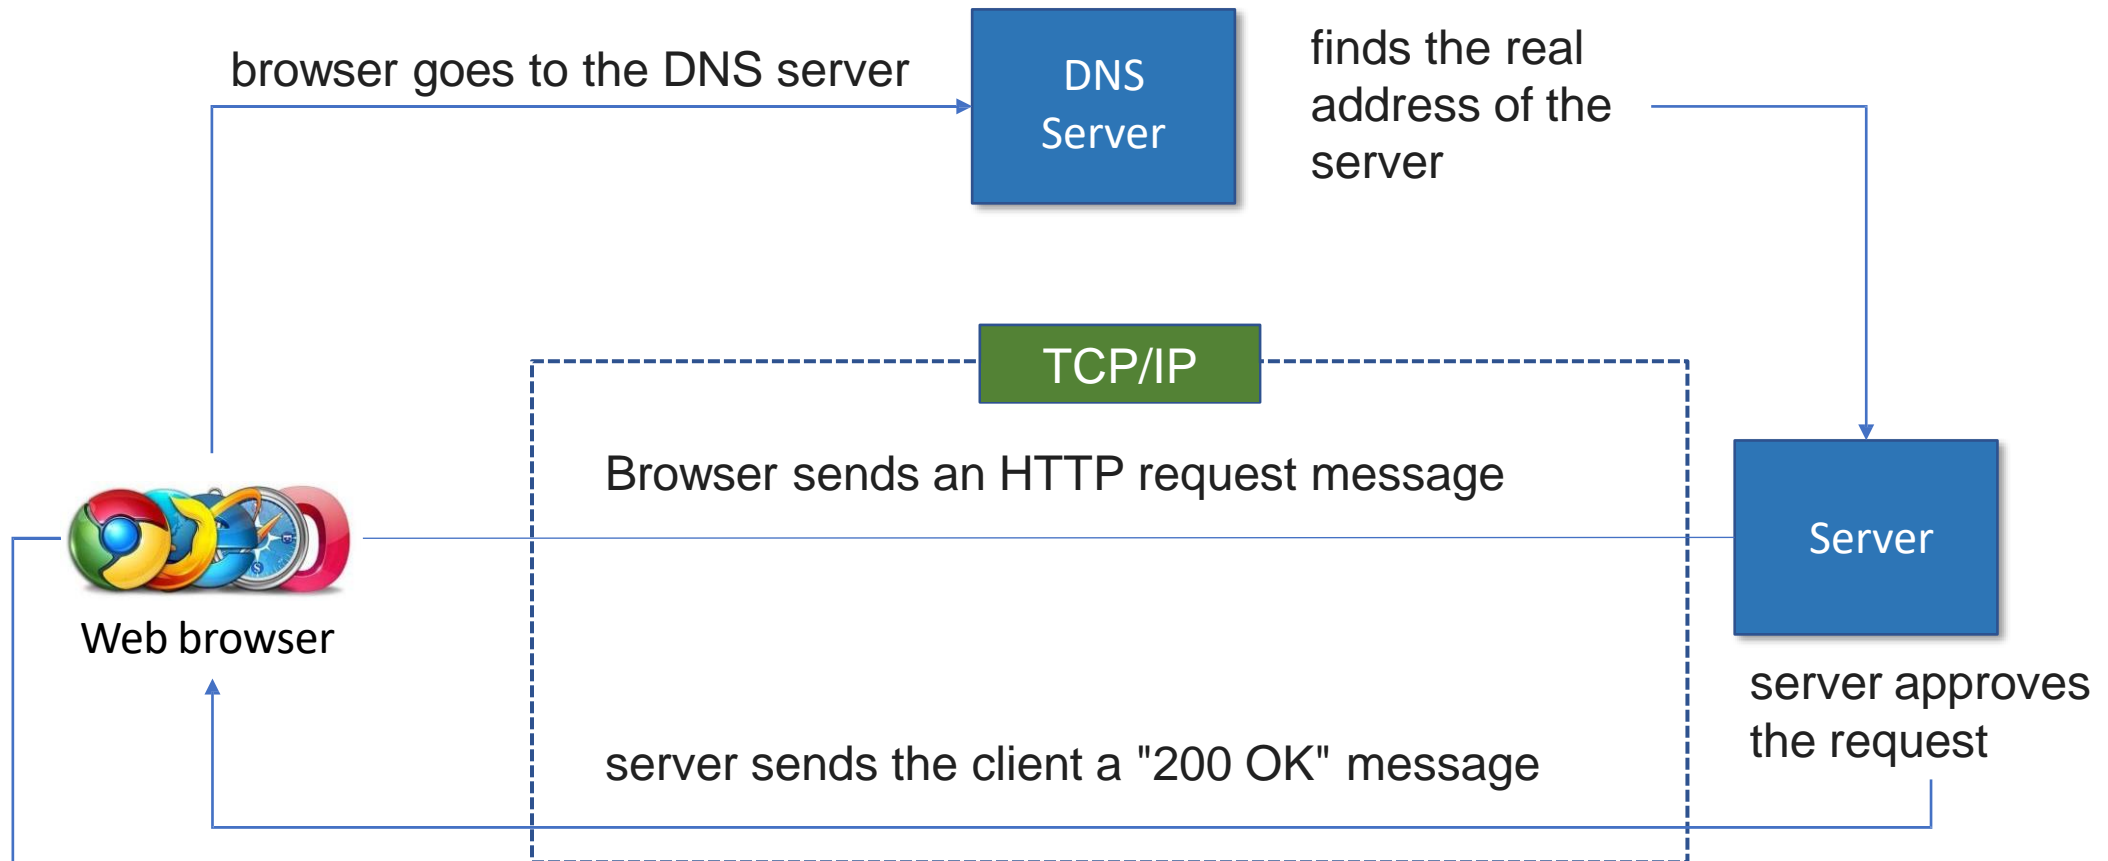 browser goes to the DNS server
DNS
Server
finds the real
address of the
server
TCP/IP
Browser sends an HTTP request message
Server
Web browser
server approves
the request
server sends the client a "200 OK" message